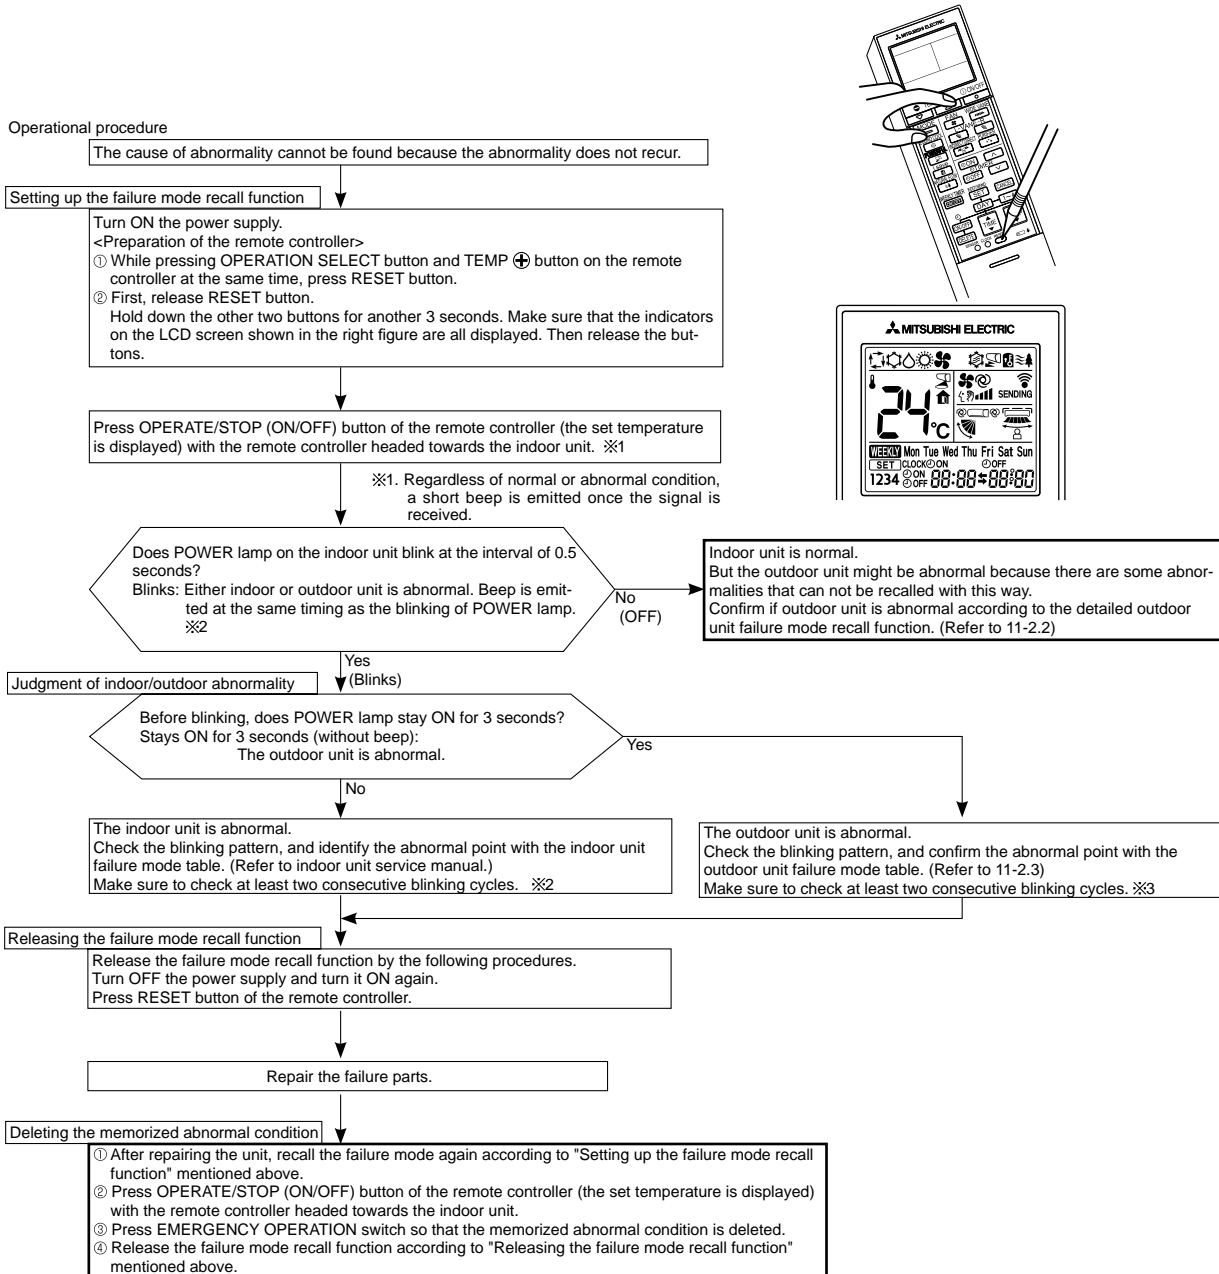 MITSUBISHI ELECTRIC
ON/OFF
Operational procedure
The cause of abnormality cannot be found because the abnormality does not recur.
Setting up the failure mode recall function
Turn ON the power supply.
<Preparation of the remote controller>
① While pressing OPERATION SELECT button and TEMP ⊕ button on the remote
controller at the same time, press RESET button.
② First, release RESET button.
Hold down the other two buttons for another 3 seconds. Make sure that the indicators
on the LCD screen shown in the right figure are all displayed. Then release the but-
tons.
MITSUBISHI ELECTRIC
24°C
SENDING
WEEKLY Mon Tue Wed Thu Fri Sat Sun
SET CLOCK ON OFF
1234 ON OFF 88:88 88:80
Press OPERATE/STOP (ON/OFF) button of the remote controller (the set temperature
is displayed) with the remote controller headed towards the indoor unit. ※1
※1. Regardless of normal or abnormal condition,
a short beep is emitted once the signal is
received.
Does POWER lamp on the indoor unit blink at the interval of 0.5
seconds?
Blinks: Either indoor or outdoor unit is abnormal. Beep is emit-
ted at the same timing as the blinking of POWER lamp.
※2
No
(OFF)
Indoor unit is normal.
But the outdoor unit might be abnormal because there are some abnor-
malities that can not be recalled with this way.
Confirm if outdoor unit is abnormal according to the detailed outdoor
unit failure mode recall function. (Refer to 11-2.2)
Yes
(Blinks)
Judgment of indoor/outdoor abnormality
Before blinking, does POWER lamp stay ON for 3 seconds?
Stays ON for 3 seconds (without beep):
The outdoor unit is abnormal.
Yes
No
The indoor unit is abnormal.
Check the blinking pattern, and identify the abnormal point with the indoor unit
failure mode table. (Refer to indoor unit service manual.)
Make sure to check at least two consecutive blinking cycles. ※2
The outdoor unit is abnormal.
Check the blinking pattern, and confirm the abnormal point with the
outdoor unit failure mode table. (Refer to 11-2.3)
Make sure to check at least two consecutive blinking cycles. ※3
Releasing the failure mode recall function
Release the failure mode recall function by the following procedures.
Turn OFF the power supply and turn it ON again.
Press RESET button of the remote controller.
Repair the failure parts.
Deleting the memorized abnormal condition
① After repairing the unit, recall the failure mode again according to "Setting up the failure mode recall
function" mentioned above.
② Press OPERATE/STOP (ON/OFF) button of the remote controller (the set temperature is displayed)
with the remote controller headed towards the indoor unit.
③ Press EMERGENCY OPERATION switch so that the memorized abnormal condition is deleted.
④ Release the failure mode recall function according to "Releasing the failure mode recall function"
mentioned above.